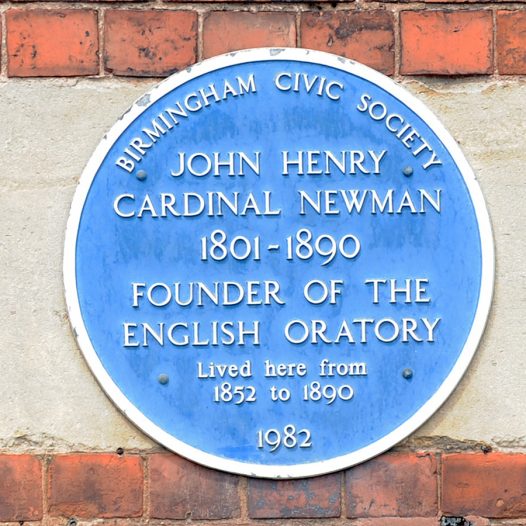 BIRMINGHAM CIVIC SOCIETY
JOHN HENRY
CARDINAL NEWMAN
1801-1890
FOUNDER OF THE
ENGLISH ORATORY
Lived here from
1852 to 1890
1982